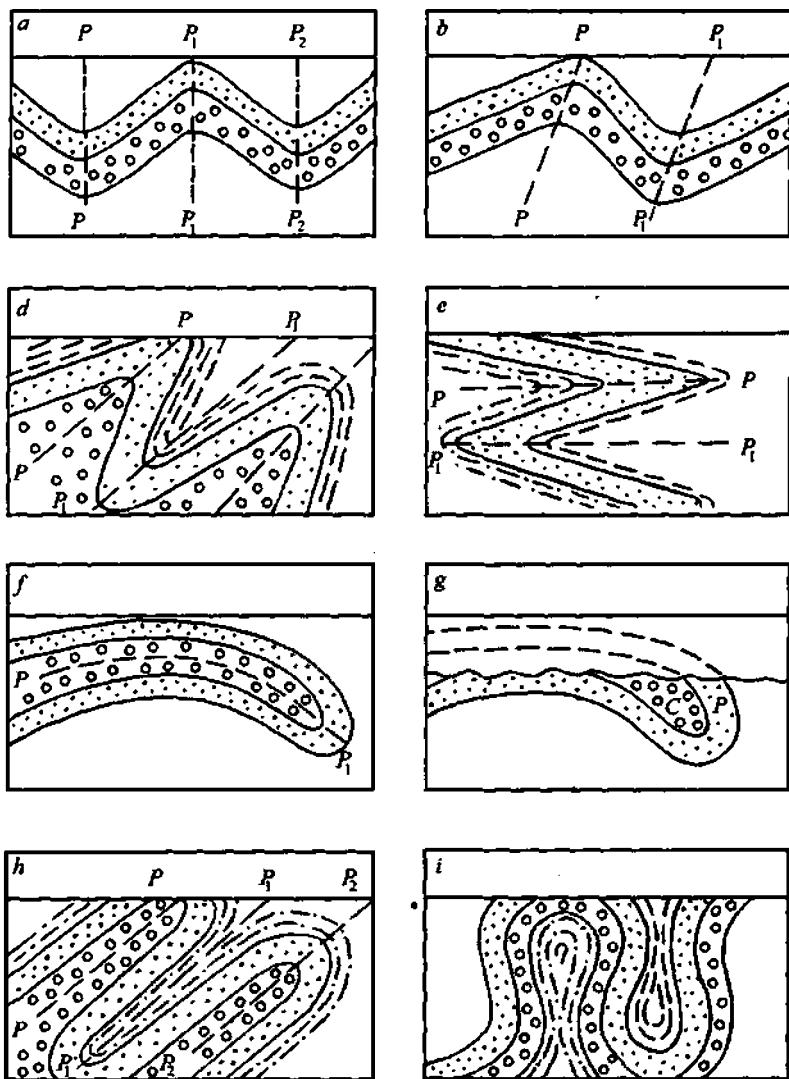 a P P₁ P₂
P P₁ P₂
b P P₁
P P₁
d P P₁
P
P₁
e
P P
P₁ P₁
f
P
P₁
g
C P
h P P₁ P₂
P
P₁ P₂
i